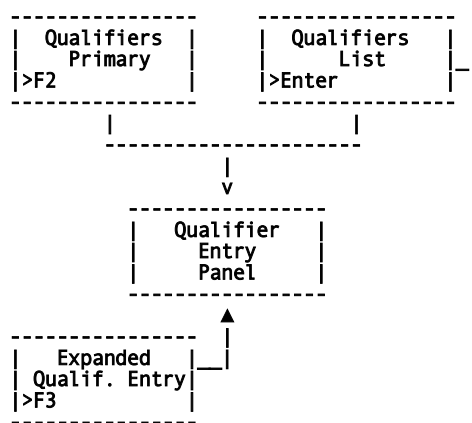 Qualifiers
Primary
>F2
Qualifiers
List
>Enter
Qualifier
Entry
Panel
Expanded
Qualif. Entry
>F3